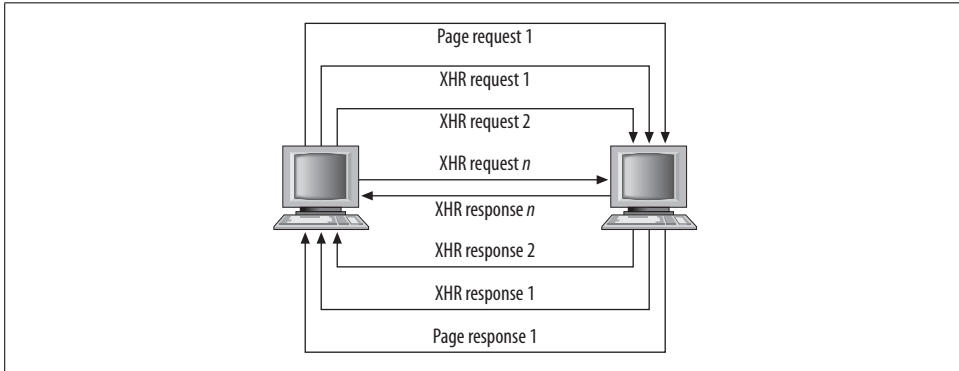 Page request 1
XHR request 1
XHR request 2
XHR request n
XHR response n
XHR response 2
XHR response 1
Page response 1